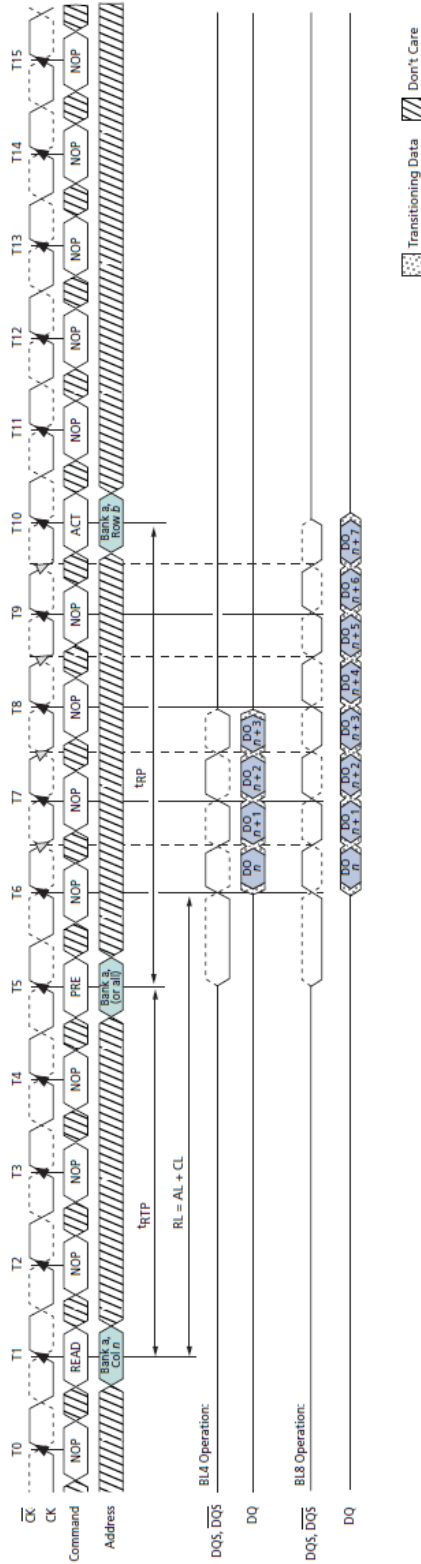 T0 T1 T2 T3 T4 T5 T6 T7 T8 T9 T10 T11 T12 T13 T14 T15
CK
CK
Command NOP READ NOP NOP NOP PRE NOP NOP NOP NOP ACT NOP NOP NOP NOP NOP
Address Bank a, Col n Bank a, (or all) Bank a, Row b
tRTP tRP
RL = AL + CL
BL4 Operation:
DQS, DQS
DQ DO n DO n + 1 DO n + 2 DO n + 3
BL8 Operation:
DQS, DQS
DQ DO n DO n + 1 DO n + 2 DO n + 3 DO n + 4 DO n + 5 DO n + 6 DO n + 7
Transitioning Data Don't Care